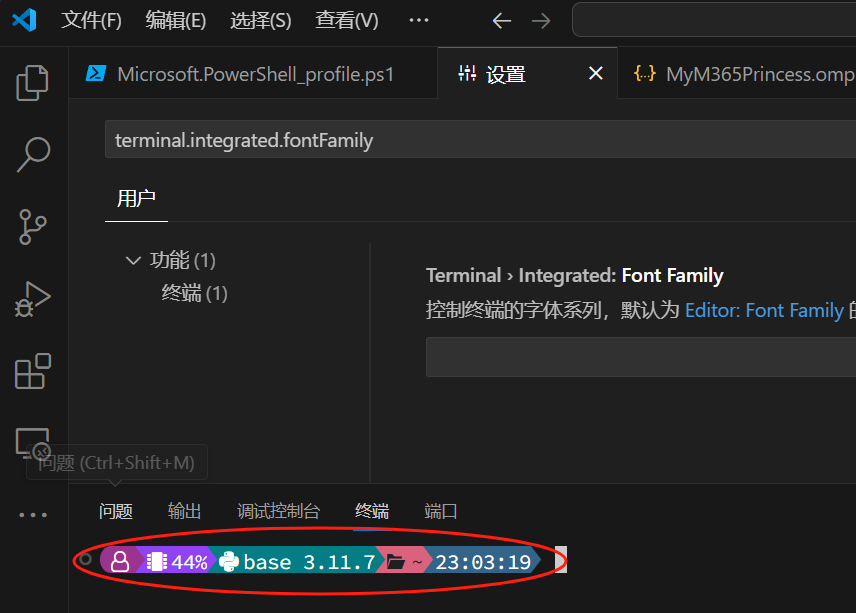 文件(F) 编辑(E) 选择(S) 查看(V) ···
Microsoft.PowerShell_profile.ps1 设置 MyM365Princess.omp
terminal.integrated.fontFamily
用户
功能 (1)
终端 (1)
Terminal › Integrated: Font Family
控制终端的字体系列，默认为 Editor: Font Family 的
问题 (Ctrl+Shift+M)
问题 输出 调试控制台 终端 端口
44% base 3.11.7 ~ 23:03:19